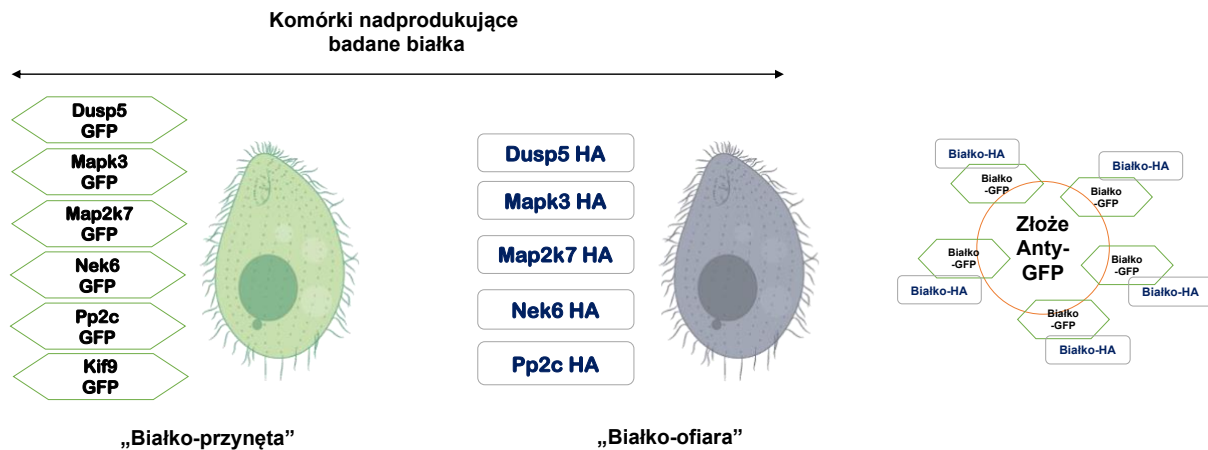 Komórki nadprodukujące
badane białka
Dusp5
GFP
Mapk3
GFP
Map2k7
GFP
Nek6
GFP
Pp2c
GFP
Kif9
GFP
„Białko-przynęta”
Dusp5 HA
Mapk3 HA
Map2k7 HA
Nek6 HA
Pp2c HA
„Białko-ofiara”
Białko-HA
Białko
-GFP
Białko-HA
Białko
-GFP
Białko
-GFP
Białko-HA
Złoże
Anty-
GFP
Białko
-GFP
Białko-HA
Białko
-GFP
Białko-HA